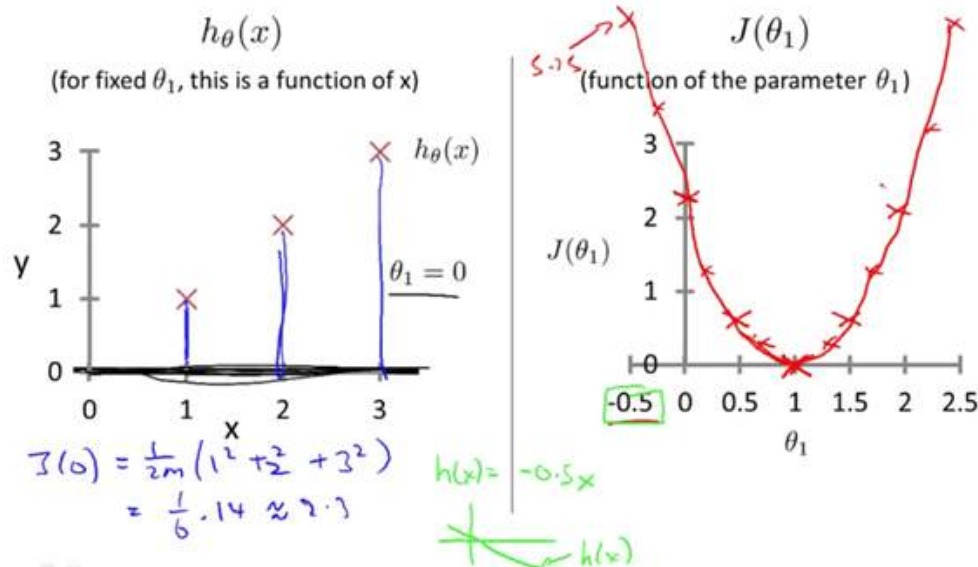 h_θ(x)
(for fixed θ₁, this is a function of x)
3
2
1
0
y
h_θ(x)
θ₁ = 0
0 1 2 3
x
J(0) = 1/2m (1² + 2² + 3²)
= 1/6 · 14 ≈ 2.3
h(x) = -0.5x
h(x)
J(θ₁)
5.25
(function of the parameter θ₁)
3
2
1
0
J(θ₁)
-0.5 0 0.5 1 1.5 2 2.5
θ₁